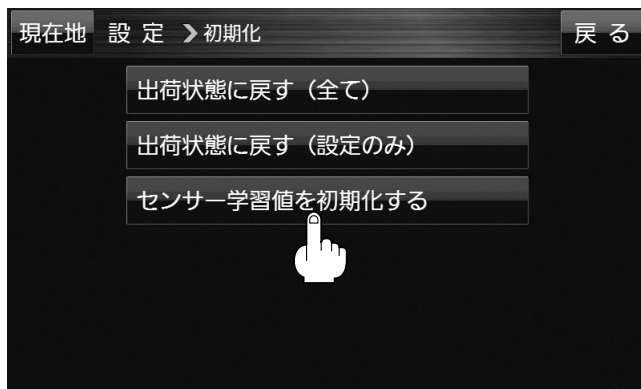 現在地 設定 ❯初期化 戻る
出荷状態に戻す（全て）
出荷状態に戻す（設定のみ）
センサー学習値を初期化する